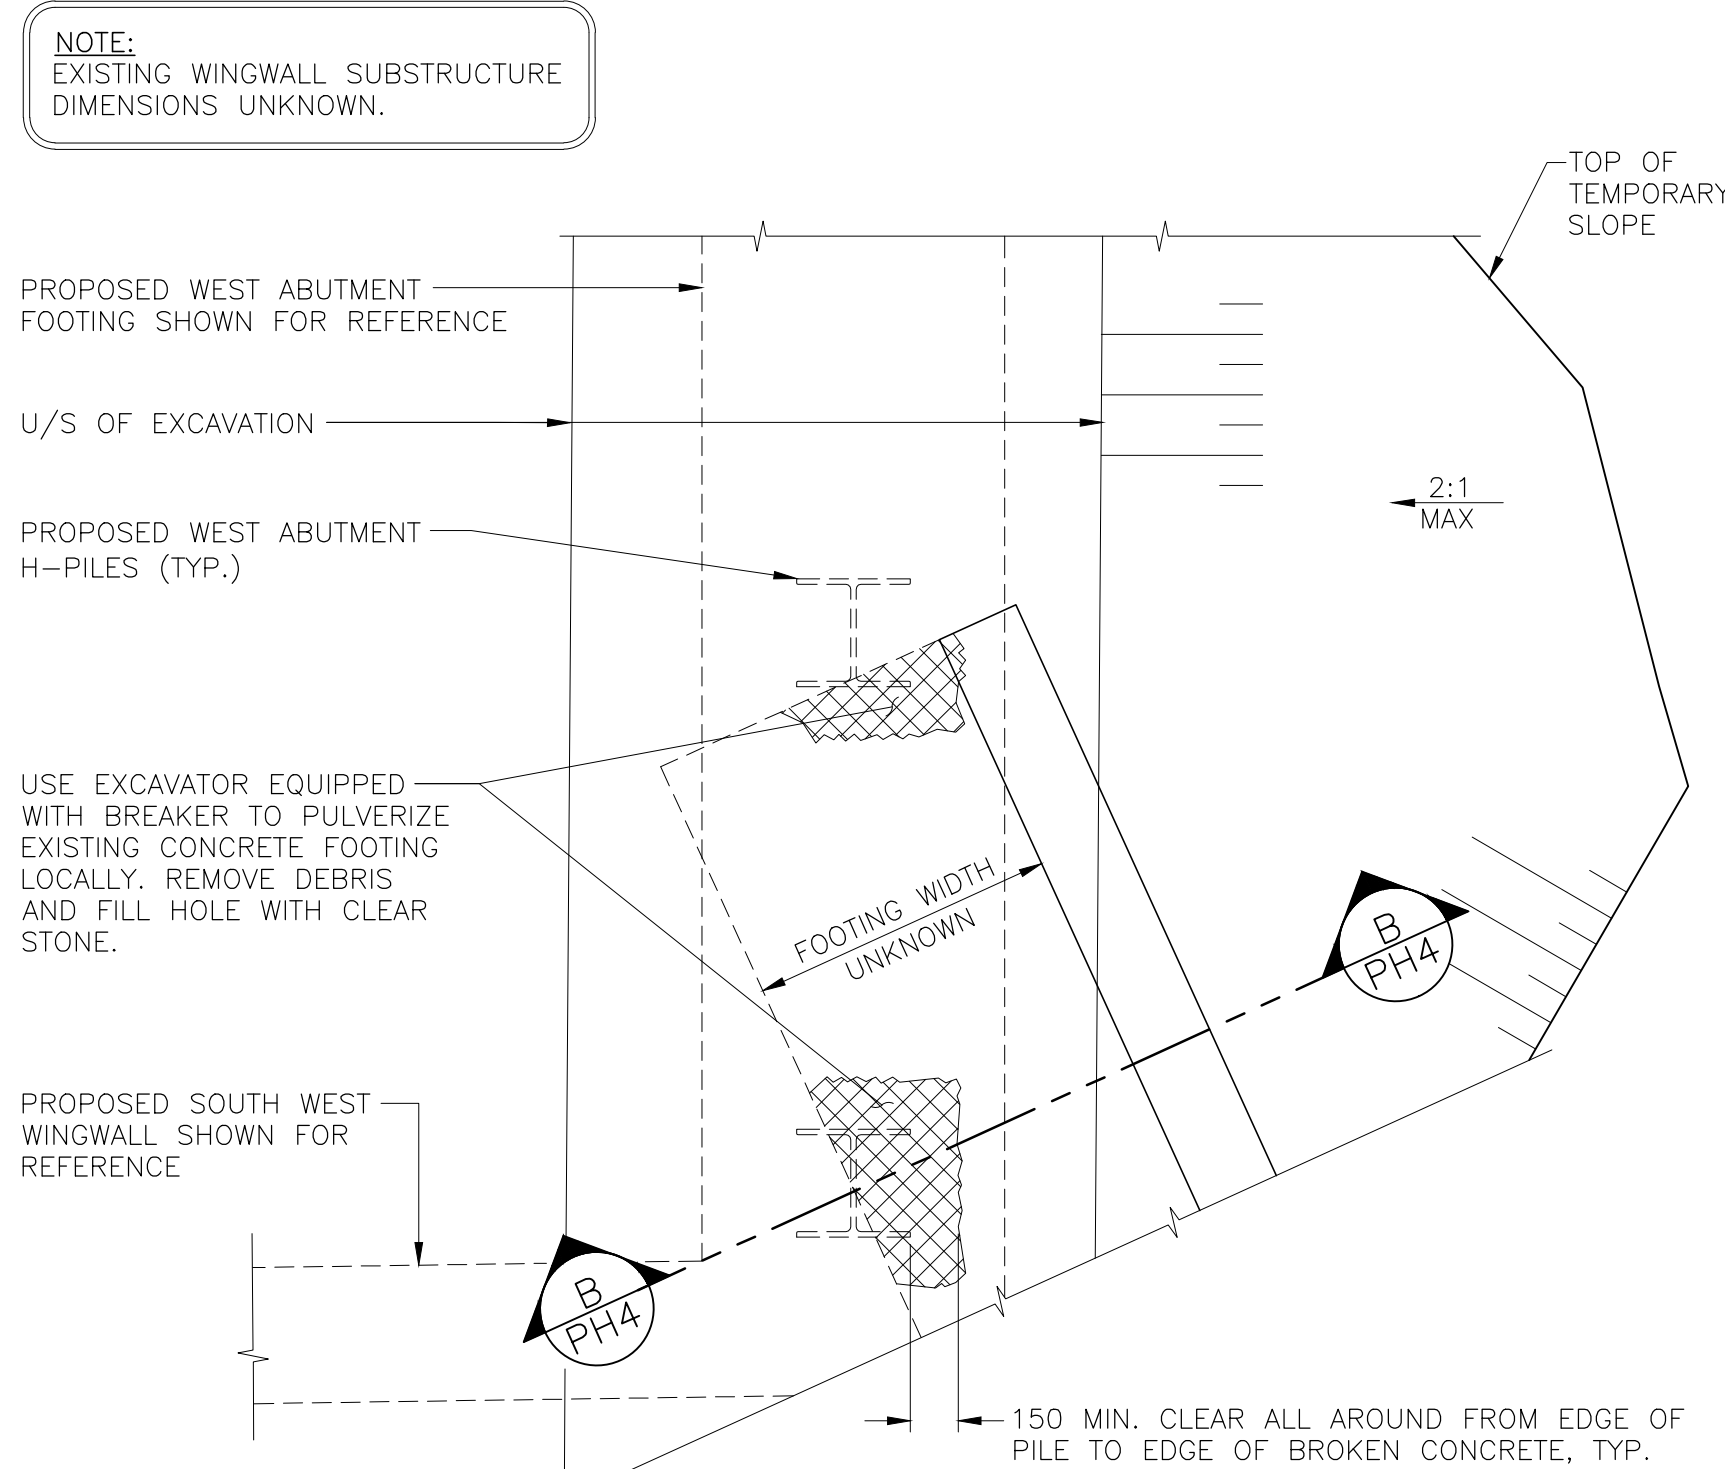 NOTE:
EXISTING WINGWALL SUBSTRUCTURE
DIMENSIONS UNKNOWN.
TOP OF
TEMPORARY
SLOPE
PROPOSED WEST ABUTMENT
FOOTING SHOWN FOR REFERENCE
U/S OF EXCAVATION
2:1
MAX
PROPOSED WEST ABUTMENT
H-PILES (TYP.)
USE EXCAVATOR EQUIPPED
WITH BREAKER TO PULVERIZE
EXISTING CONCRETE FOOTING
LOCALLY. REMOVE DEBRIS
AND FILL HOLE WITH CLEAR
STONE.
FOOTING WIDTH
UNKNOWN
B
PH4
PROPOSED SOUTH WEST
WINGWALL SHOWN FOR
REFERENCE
B
PH4
150 MIN. CLEAR ALL AROUND FROM EDGE OF
PILE TO EDGE OF BROKEN CONCRETE, TYP.